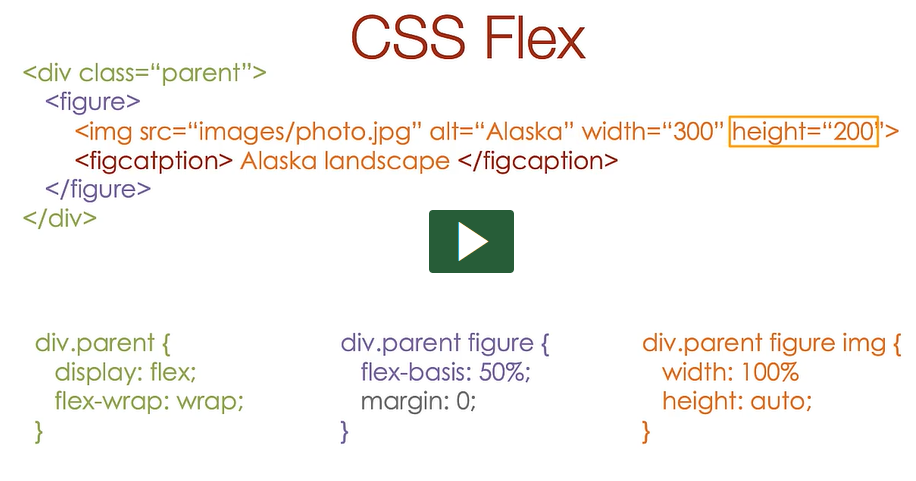 CSS Flex
<div class=“parent”>
<figure>
<img src=“images/photo.jpg” alt=“Alaska” width=“300” height=“200”>
<figcatption> Alaska landscape </figcaption>
</figure>
</div>
div.parent {
display: flex;
flex-wrap: wrap;
}
div.parent figure {
flex-basis: 50%;
margin: 0;
}
div.parent figure img {
width: 100%
height: auto;
}